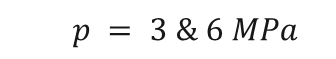 p = 3 & 6 MPa